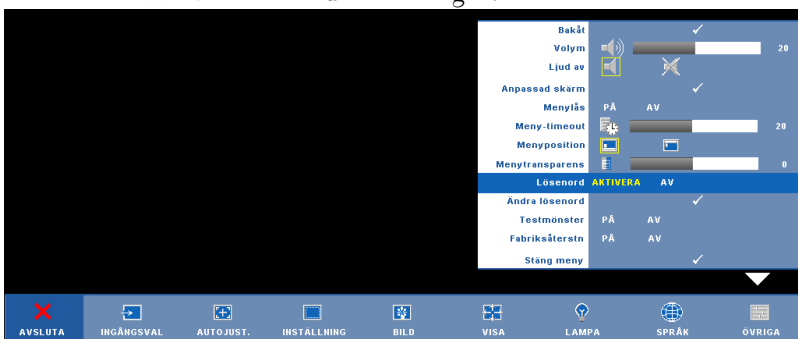 Bakåt
Volym 20
Ljud av
Anpassad skärm
Menylås PÅ AV
Meny-timeout 20
Menyposition
Menytransparens 0
Lösenord AKTIVERA AV
Ändra lösenord
Testmönster PÅ AV
Fabriksåterstn PÅ AV
Stäng meny
AVSLUTA INGÅNGSVAL AUTOJUST. INSTÄLLNING BILD VISA LAMPA SPRÅK ÖVRIGA